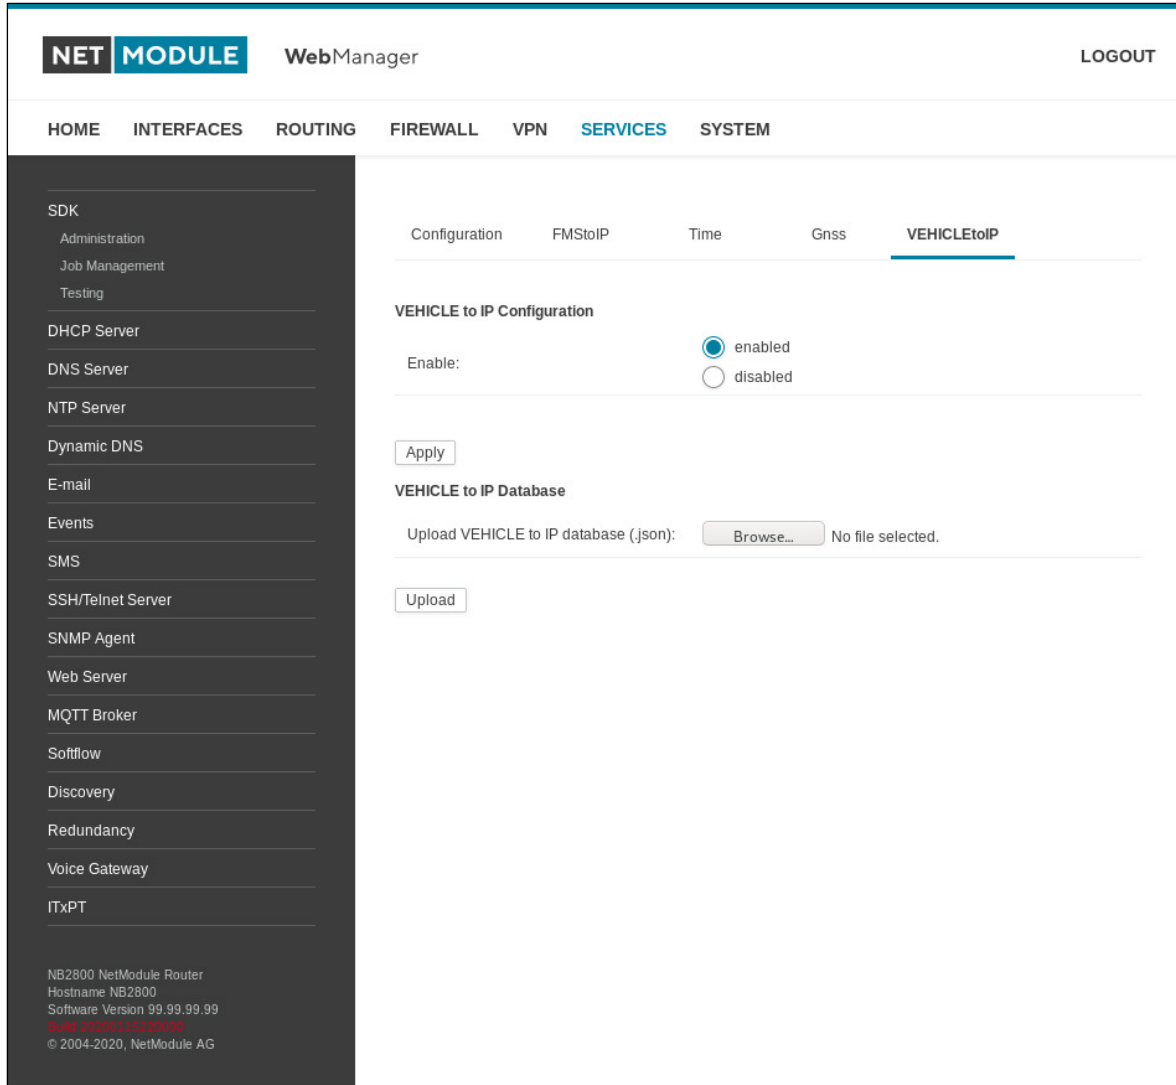 NET MODULE WebManager LOGOUT
HOME INTERFACES ROUTING FIREWALL VPN SERVICES SYSTEM
SDK
Administration
Job Management
Testing
DHCP Server
DNS Server
NTP Server
Dynamic DNS
E-mail
Events
SMS
SSH/Telnet Server
SNMP Agent
Web Server
MQTT Broker
Softflow
Discovery
Redundancy
Voice Gateway
ITxPT
NB2800 NetModule Router
Hostname NB2800
Software Version 99.99.99.99
Build
© 2004-2020, NetModule AG
Configuration FMStoIP Time Gnss VEHICLEtoIP
VEHICLE to IP Configuration
Enable:
enabled
disabled
Apply
VEHICLE to IP Database
Upload VEHICLE to IP database (.json): Browse... No file selected.
Upload